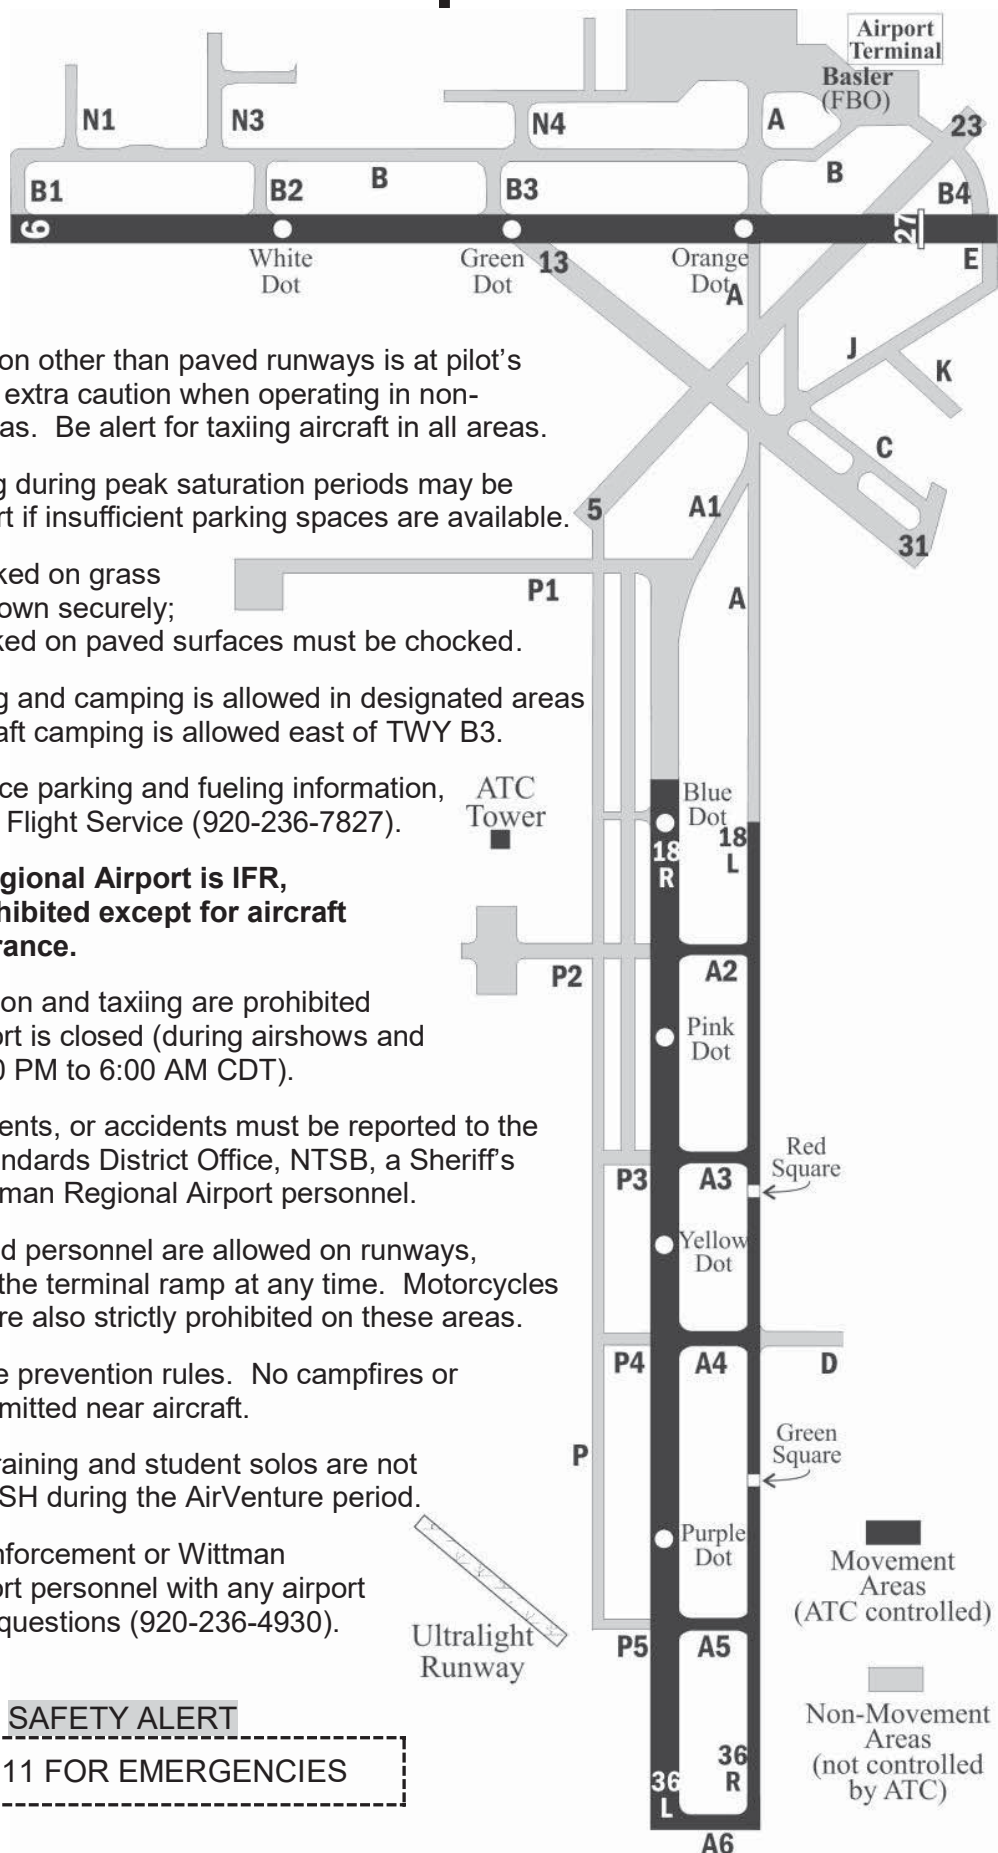 Airport
Terminal
Basler
(FBO)
23
N1
N3
N4
A
B1
B2
B
B3
B
B4
9
27
White
Dot
Green
Dot
13
Orange
Dot
A
E
J
K
C
on other than paved runways is at pilot's
extra caution when operating in non-
as. Be alert for taxiing aircraft in all areas.
g during peak saturation periods may be
rt if insufficient parking spaces are available.
5
A1
31
ked on grass
own securely;
ked on paved surfaces must be chocked.
P1
A
g and camping is allowed in designated areas
aft camping is allowed east of TWY B3.
ce parking and fueling information,
Flight Service (920-236-7827).
ATC
Tower
Blue
Dot
18
R
18
L
gional Airport is IFR,
hibited except for aircraft
rance.
P2
A2
on and taxiing are prohibited
ort is closed (during airshows and
0 PM to 6:00 AM CDT).
Pink
Dot
ents, or accidents must be reported to the
ndards District Office, NTSB, a Sheriff's
man Regional Airport personnel.
Red
Square
P3
A3
d personnel are allowed on runways,
the terminal ramp at any time. Motorcycles
re also strictly prohibited on these areas.
Yellow
Dot
e prevention rules. No campfires or
mitted near aircraft.
P4
A4
D
raining and student solos are not
SH during the AirVenture period.
P
Green
Square
nforcement or Wittman
ort personnel with any airport
questions (920-236-4930).
Purple
Dot
Movement
Areas
(ATC controlled)
Ultralight
Runway
P5
A5
SAFETY ALERT
11 FOR EMERGENCIES
Non-Movement
Areas
(not controlled
by ATC)
36
L
36
R
A6